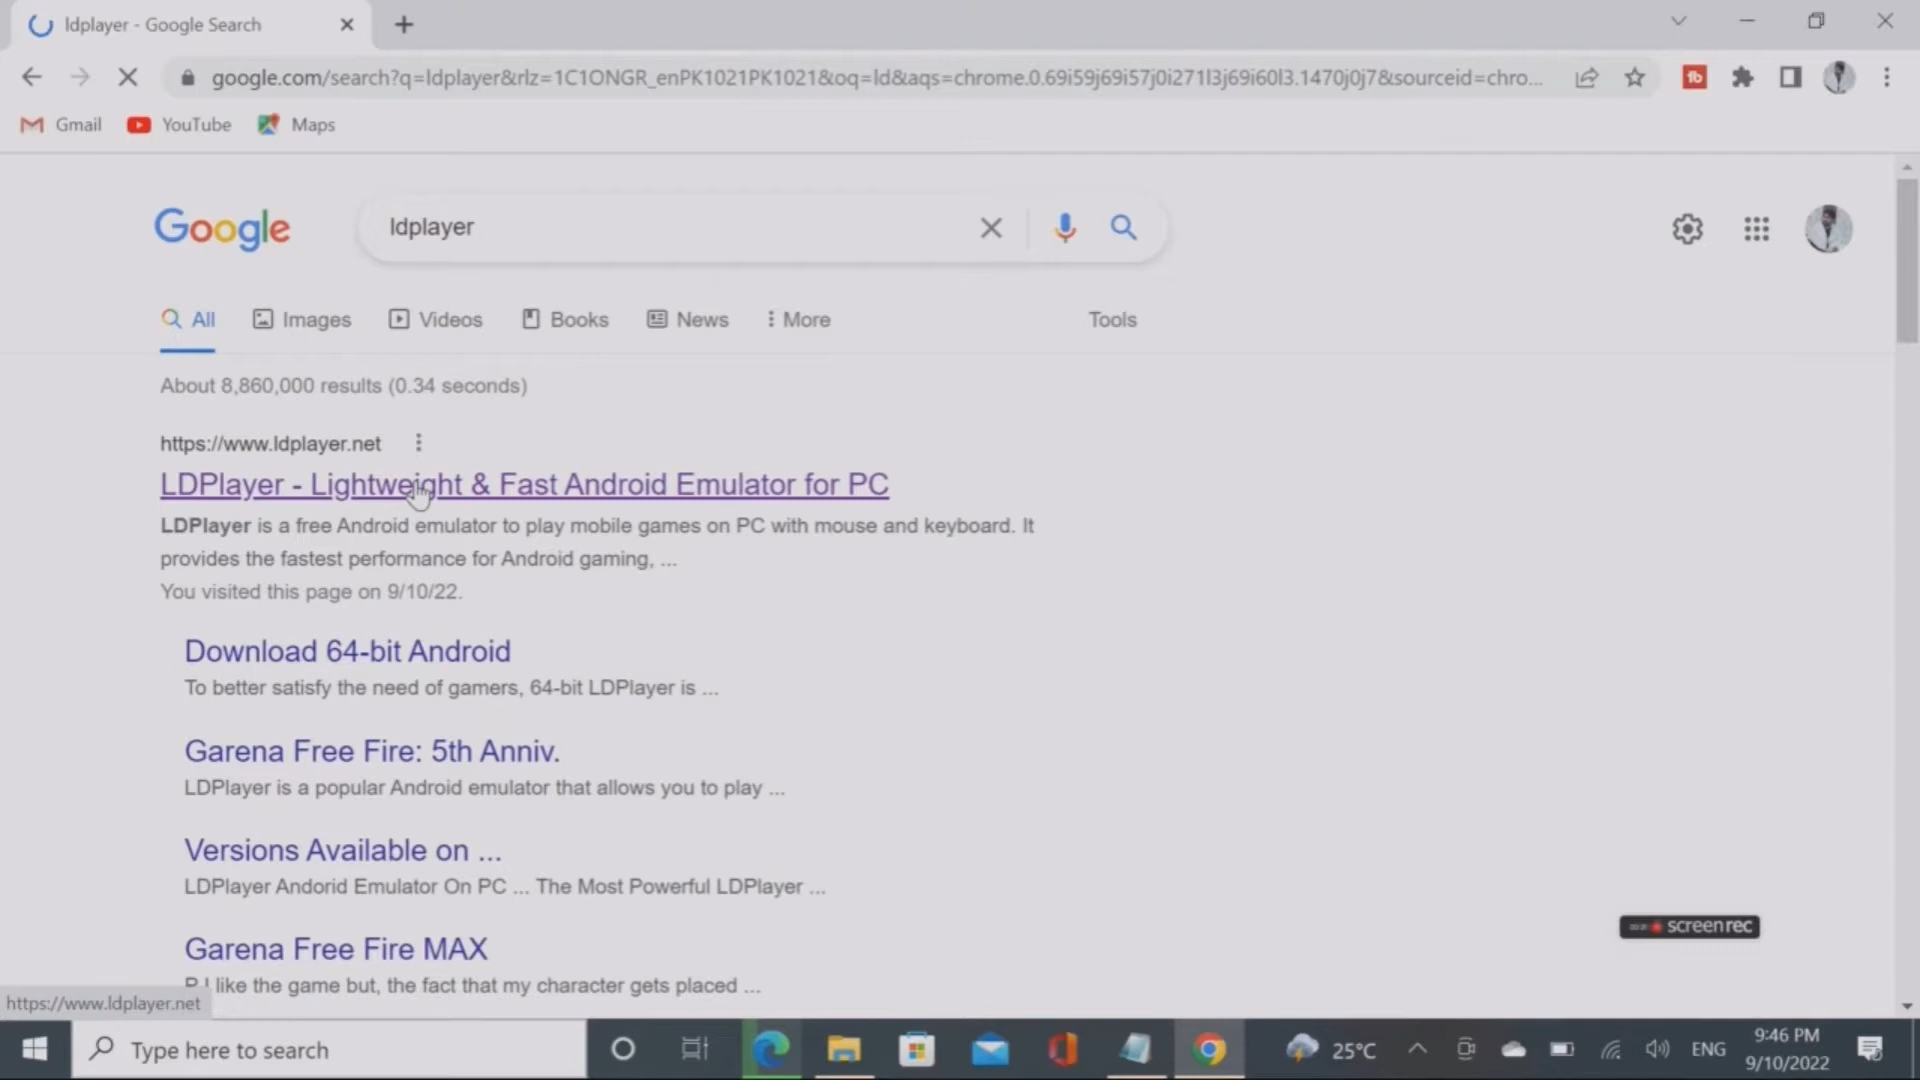 ldplayer - Google Search
google.com/search?q=ldplayer&rlz=1C1ONGR_enPK1021PK1021&oq=ld&aqs=chrome.0.69i59j69i57j0i271l3j69i60l3.1470j0j7&sourceid=chro...
Gmail YouTube Maps
Google ldplayer
All Images Videos Books News More Tools
About 8,860,000 results (0.34 seconds)
https://www.ldplayer.net
LDPlayer - Lightweight & Fast Android Emulator for PC
LDPlayer is a free Android emulator to play mobile games on PC with mouse and keyboard. It
provides the fastest performance for Android gaming, ...
You visited this page on 9/10/22.
Download 64-bit Android
To better satisfy the need of gamers, 64-bit LDPlayer is ...
Garena Free Fire: 5th Anniv.
LDPlayer is a popular Android emulator that allows you to play ...
Versions Available on ...
LDPlayer Andorid Emulator On PC ... The Most Powerful LDPlayer ...
screenrec
Garena Free Fire MAX
I like the game but, the fact that my character gets placed ...
https://www.ldplayer.net
Type here to search
25°C
ENG
9:46 PM
9/10/2022